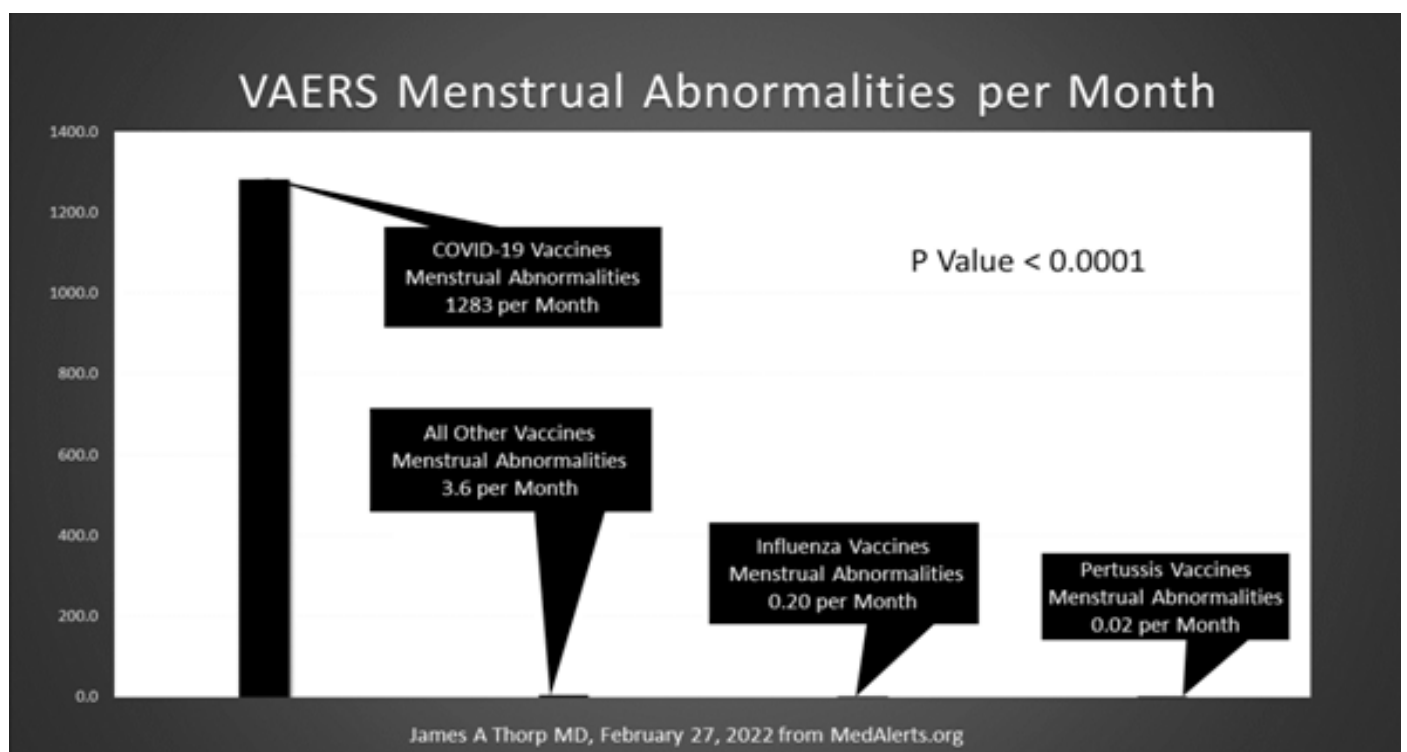 VAERS Menstrual Abnormalities per Month
1400.0
1200.0
1000.0
800.0
600.0
400.0
200.0
0.0
COVID-19 Vaccines
Menstrual Abnormalities
1283 per Month
P Value < 0.0001
All Other Vaccines
Menstrual Abnormalities
3.6 per Month
Influenza Vaccines
Menstrual Abnormalities
0.20 per Month
Pertussis Vaccines
Menstrual Abnormalities
0.02 per Month
James A Thorp MD, February 27, 2022 from MedAlerts.org